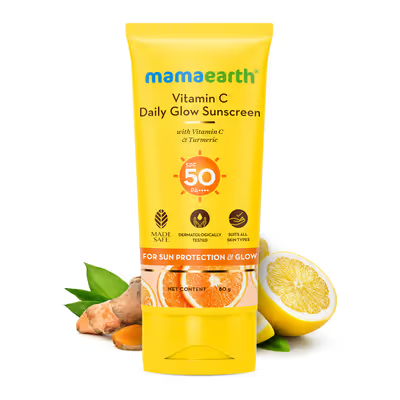 mamaearth®
Vitamin C
Daily Glow Sunscreen
with Vitamin C
& Turmeric
SPF
50
PA++++
MADE SAFE
DERMATOLOGICALLY TESTED
SUITS ALL SKIN TYPES
FOR SUN PROTECTION & GLOW
NET CONTENT 80 g